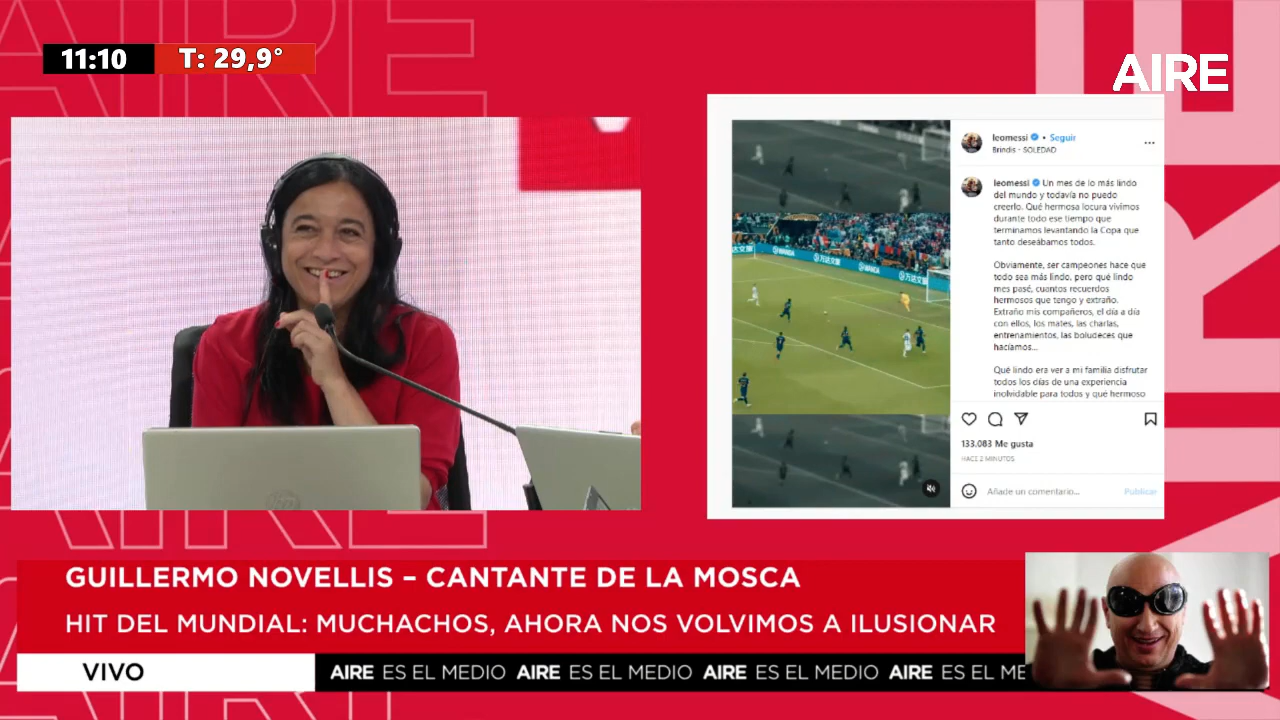 11:10
T: 29,9°
AIRE
leomessi • Seguir
Brindis - SOLEDAD
leomessi Un mes de lo más lindo
del mundo y todavía no puedo
creerlo. Qué hermosa locura vivimos
durante todo ese tiempo que
terminamos levantando la Copa que
tanto deseábamos todos.
Obviamente, ser campeones hace que
todo sea más lindo, pero qué lindo
mes pasé, cuantos recuerdos
hermosos que tengo y extraño.
Extraño mis compañeros, el día a día
con ellos, los mates, las charlas,
entrenamientos, las boludeces que
hacíamos...
Qué lindo era ver a mi familia disfrutar
todos los días de una experiencia
inolvidable para todos y qué hermoso
133.083 Me gusta
HACE 2 MINUTOS
Añade un comentario...
Publicar
WANDA
GUILLERMO NOVELLIS – CANTANTE DE LA MOSCA
HIT DEL MUNDIAL: MUCHACHOS, AHORA NOS VOLVIMOS A ILUSIONAR
VIVO
AIRE ES EL MEDIO AIRE ES EL MEDIO AIRE ES EL MEDIO AIRE ES EL ME